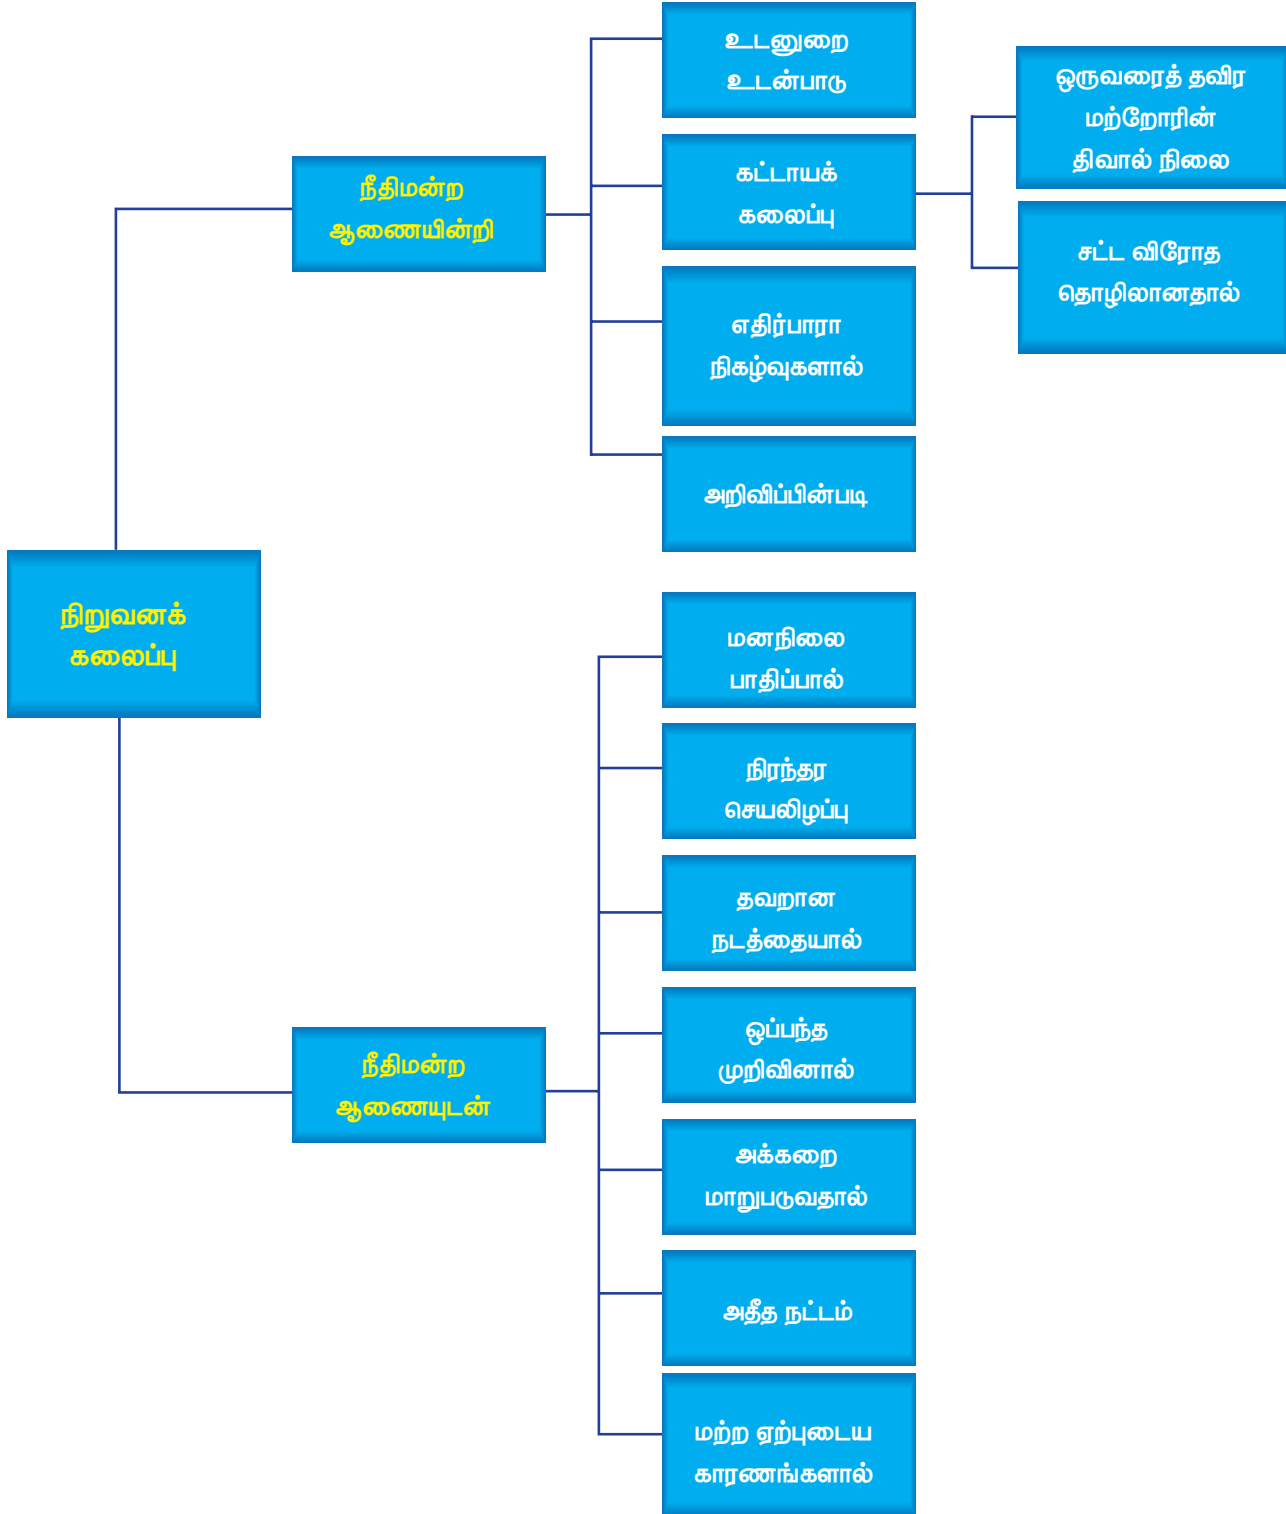 நிறுவனக்
கலைப்பு
நீதிமன்ற
ஆணையின்றி
உடனுறை
உடன்பாடு
கட்டாயக்
கலைப்பு
ஒருவரைத் தவிர
மற்றோரின்
திவால் நிலை
சட்ட விரோத
தொழிலானதால்
எதிர்பாரா
நிகழ்வுகளால்
அறிவிப்பின்படி
நீதிமன்ற
ஆணையுடன்
மனநிலை
பாதிப்பால்
நிரந்தர
செயலிழப்பு
தவறான
நடத்தையால்
ஒப்பந்த
முறிவினால்
அக்கறை
மாறுபடுவதால்
அதீத நட்டம்
மற்ற ஏற்புடைய
காரணங்களால்